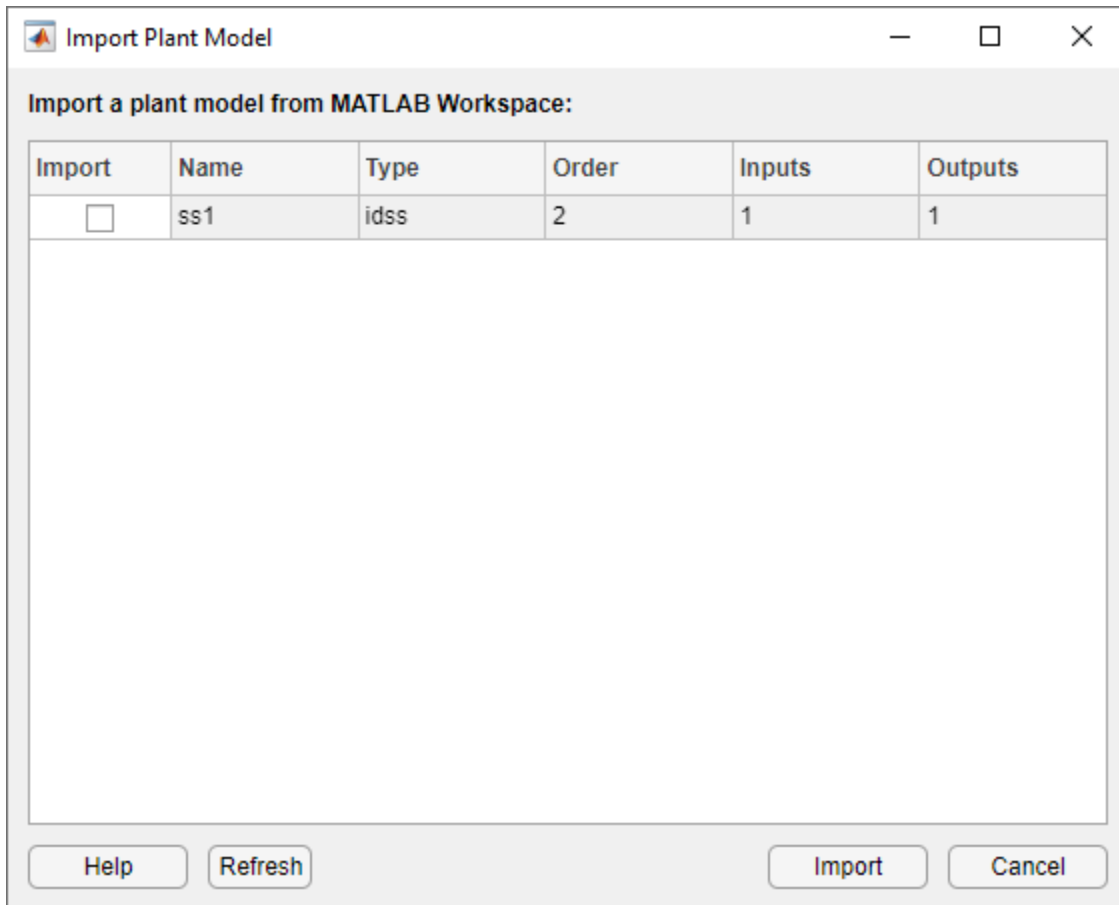 Import Plant Model
Import a plant model from MATLAB Workspace:
Import Name Type Order Inputs Outputs
ss1 idss 2 1 1
Help Refresh Import Cancel